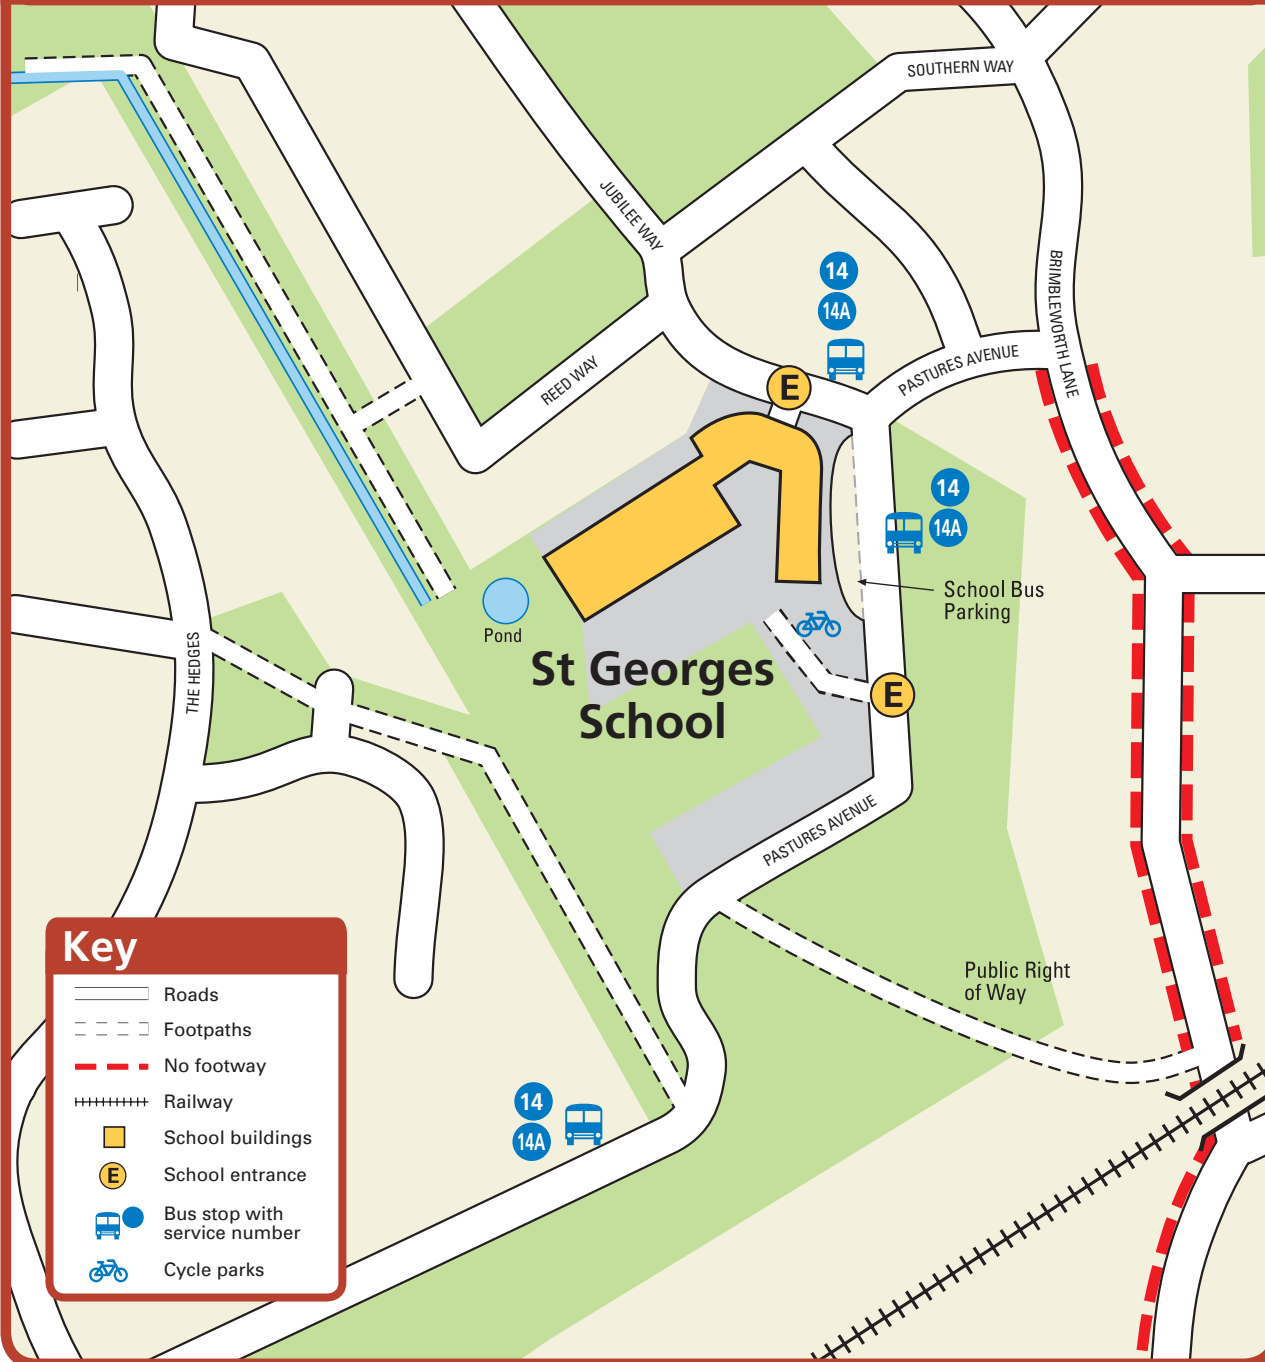 SOUTHERN WAY
JUBILEE WAY
BRIMBLEWORTH LANE
14
14A
REED WAY
E
PASTURES AVENUE
14
14A
School Bus
Parking
Pond
THE HEDGES
St Georges
School
E
PASTURES AVENUE
Public Right
of Way
14
14A
Key
Roads
Footpaths
No footway
Railway
School buildings
E
School entrance
Bus stop with
service number
Cycle parks